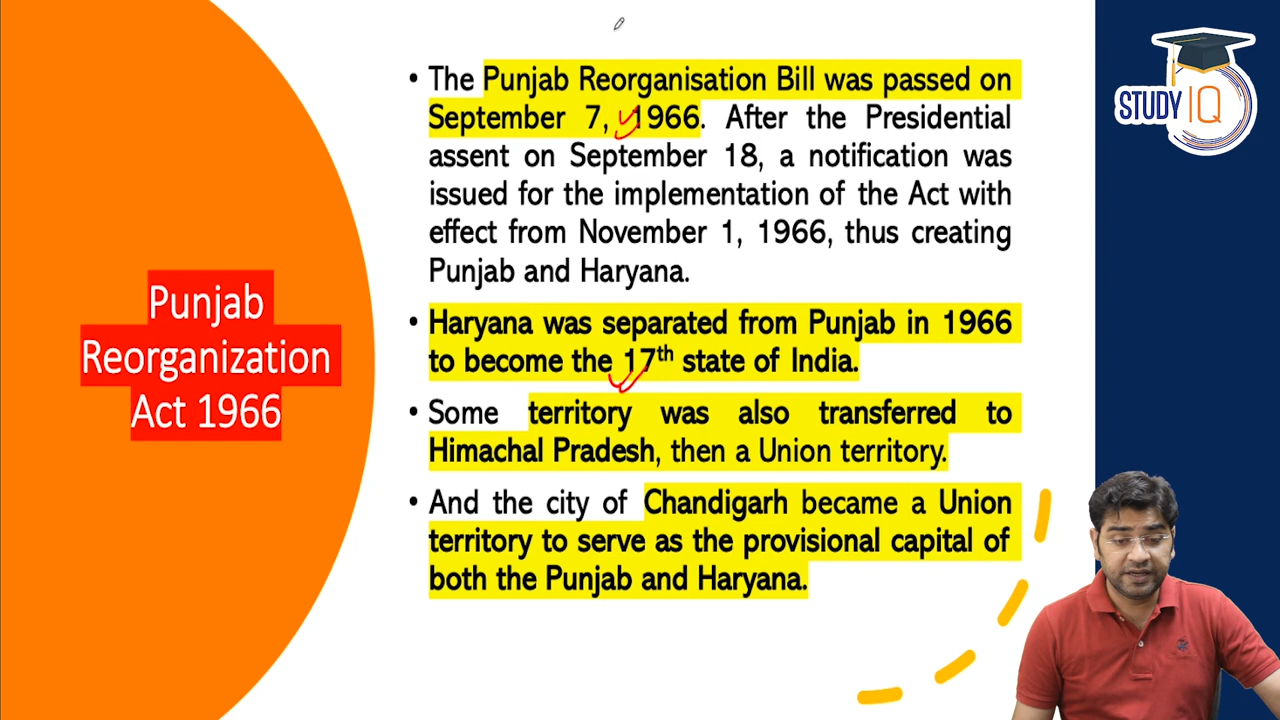 STUDY IQ
• The Punjab Reorganisation Bill was passed on
September 7, 1966. After the Presidential
assent on September 18, a notification was
issued for the implementation of the Act with
effect from November 1, 1966, thus creating
Punjab and Haryana.
• Haryana was separated from Punjab in 1966
to become the 17th state of India.
• Some territory was also transferred to
Himachal Pradesh, then a Union territory.
• And the city of Chandigarh became a Union
territory to serve as the provisional capital of
both the Punjab and Haryana.
Punjab
Reorganization
Act 1966